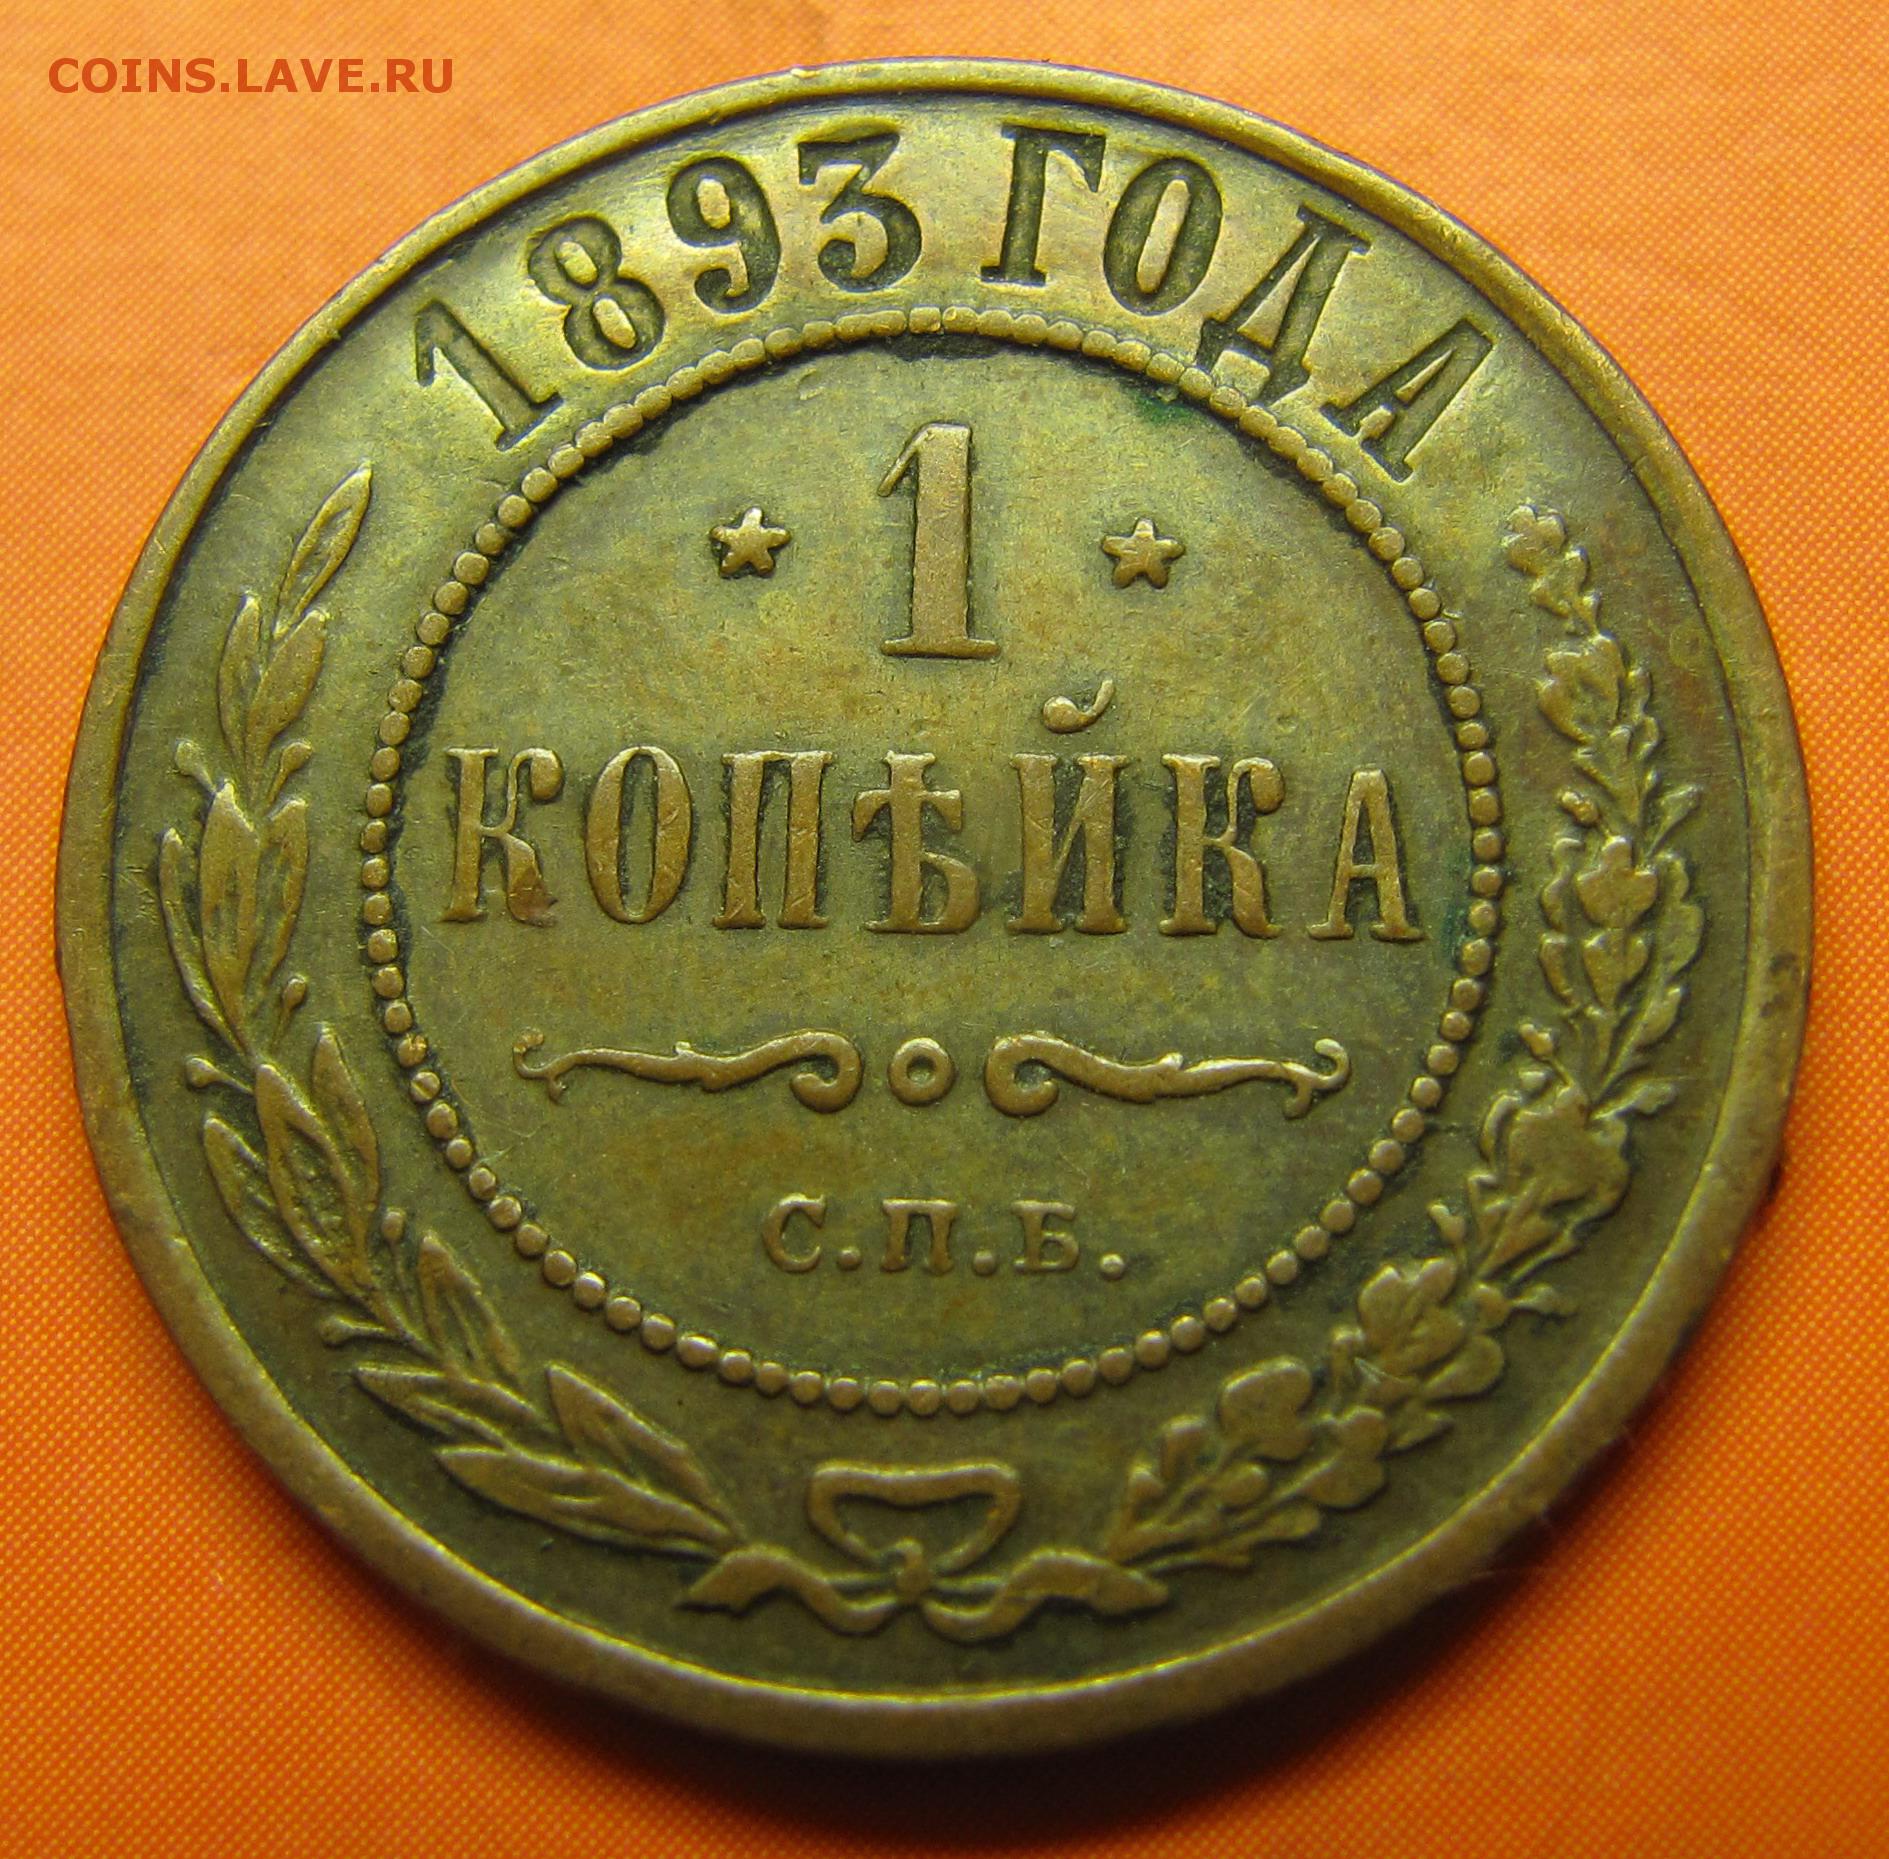 COINS.LAVE.RU
1893 ГОДА
1
КОПѢЙКА
С.П.Б.